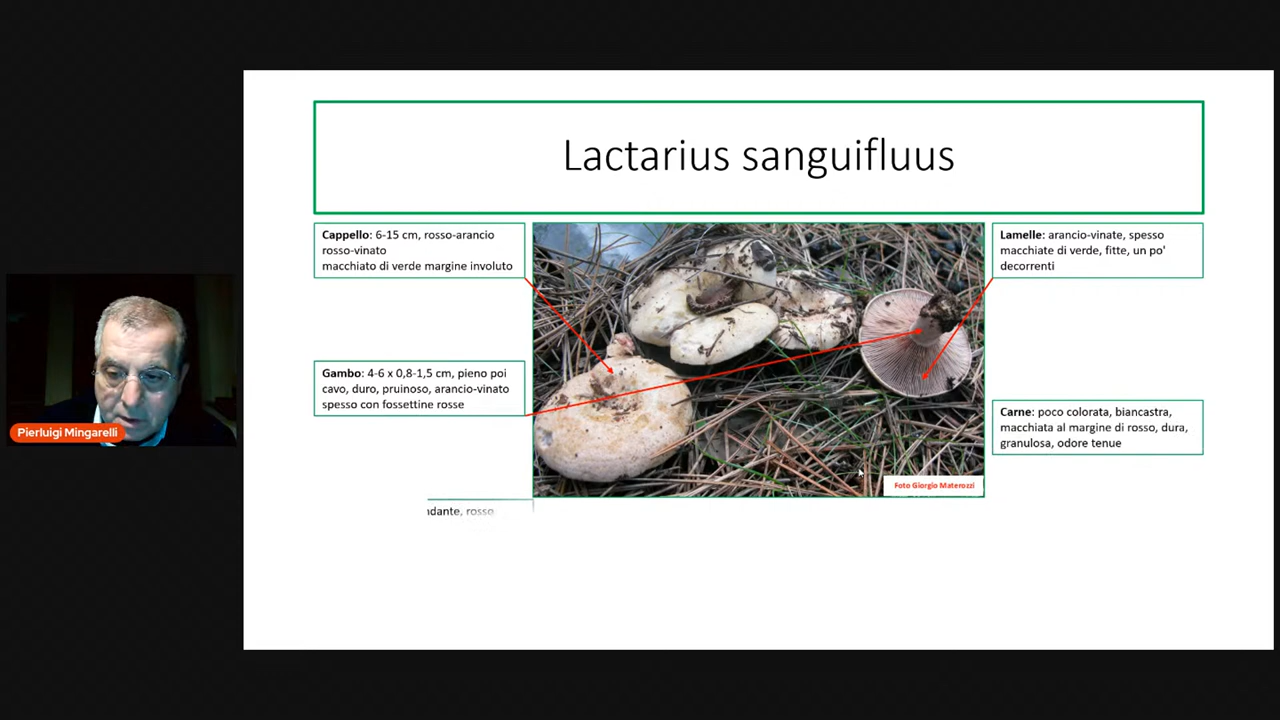 Lactarius sanguifluus
Cappello: 6-15 cm, rosso-arancio
rosso-vinato
macchiato di verde margine involuto
Lamelle: arancio-vinate, spesso
macchiate di verde, fitte, un po'
decorrenti
Gambo: 4-6 x 0,8-1,5 cm, pieno poi
cavo, duro, pruinoso, arancio-vinato
spesso con fossettine rosse
Carne: poco colorata, biancastra,
macchiata al margine di rosso, dura,
granulosa, odore tenue
Foto Giorgio Materozzi
Pierluigi Mingarelli
rosso